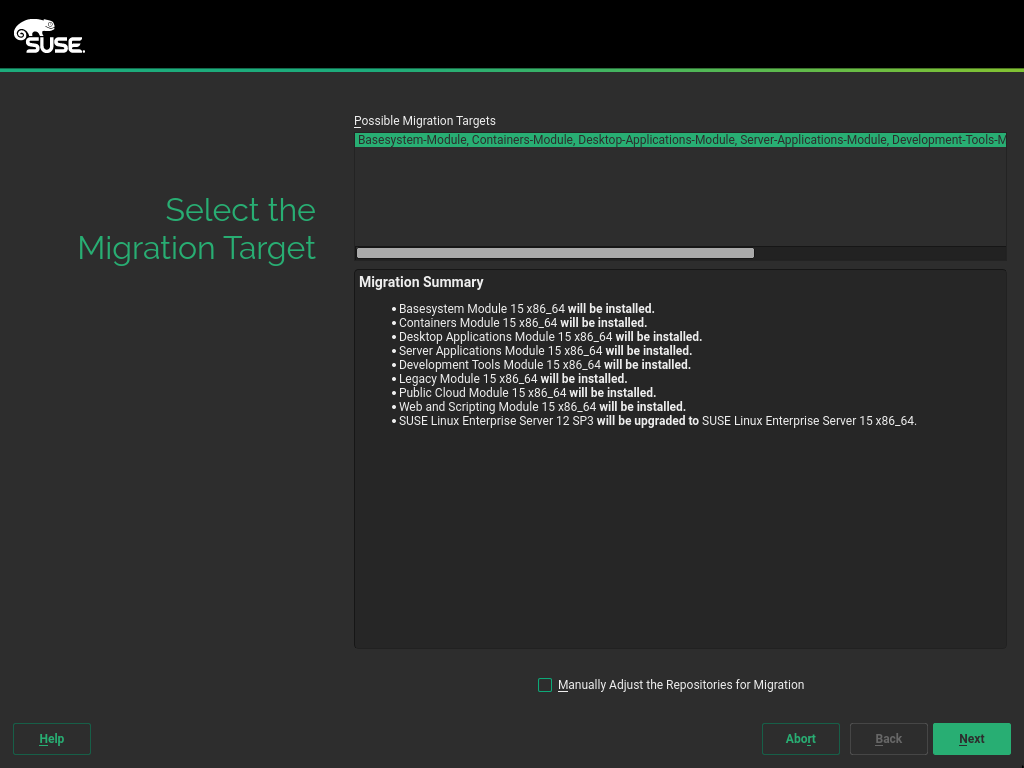 SUSE.
Possible Migration Targets
Basesystem-Module, Containers-Module, Desktop-Applications-Module, Server-Applications-Module, Development-Tools-M
Select the
Migration Target
Migration Summary
• Basesystem Module 15 x86_64 will be installed.
• Containers Module 15 x86_64 will be installed.
• Desktop Applications Module 15 x86_64 will be installed.
• Server Applications Module 15 x86_64 will be installed.
• Development Tools Module 15 x86_64 will be installed.
• Legacy Module 15 x86_64 will be installed.
• Public Cloud Module 15 x86_64 will be installed.
• Web and Scripting Module 15 x86_64 will be installed.
• SUSE Linux Enterprise Server 12 SP3 will be upgraded to SUSE Linux Enterprise Server 15 x86_64.
Manually Adjust the Repositories for Migration
Help
Abort
Back
Next